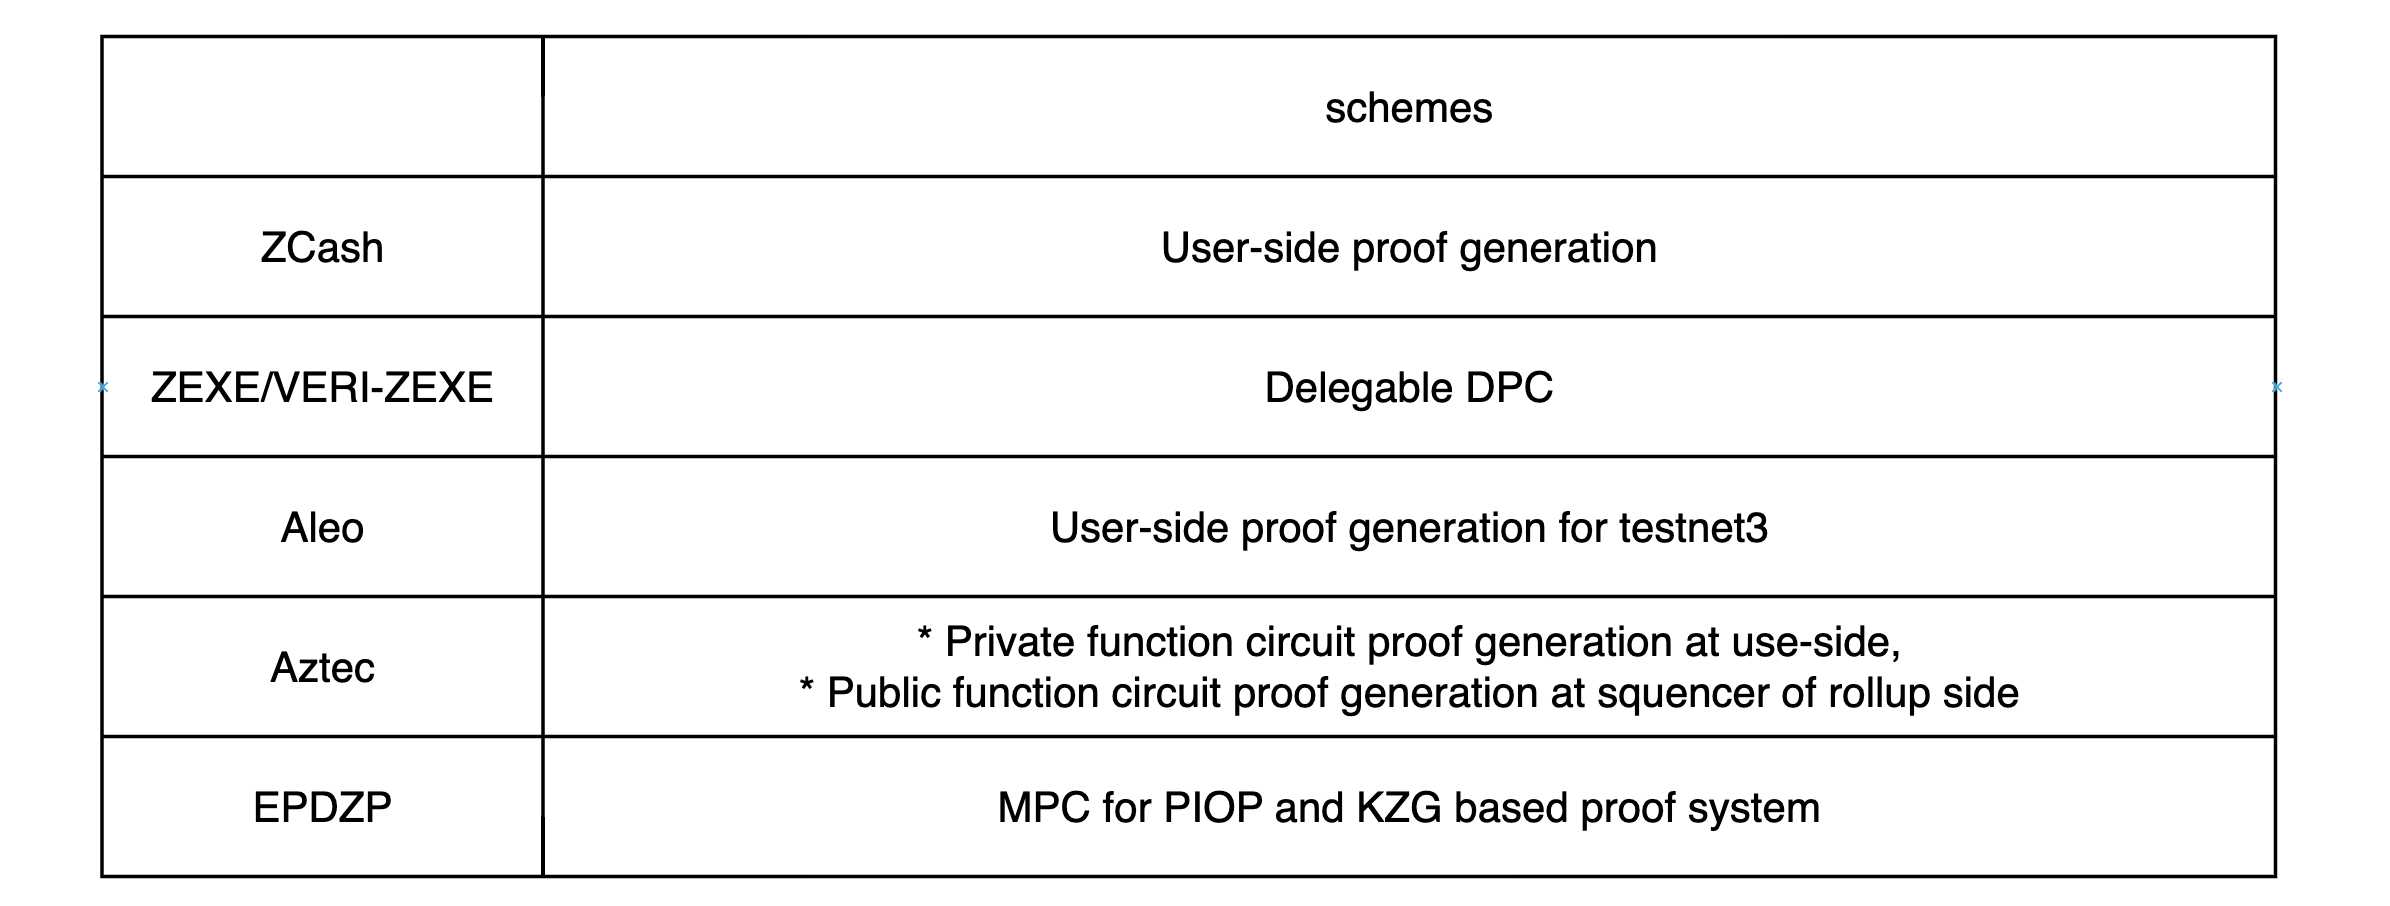 schemes
ZCash
User-side proof generation
ZEXE/VERI-ZEXE
Delegable DPC
Aleo
User-side proof generation for testnet3
Aztec
* Private function circuit proof generation at use-side,
* Public function circuit proof generation at squencer of rollup side
EPDZP
MPC for PIOP and KZG based proof system